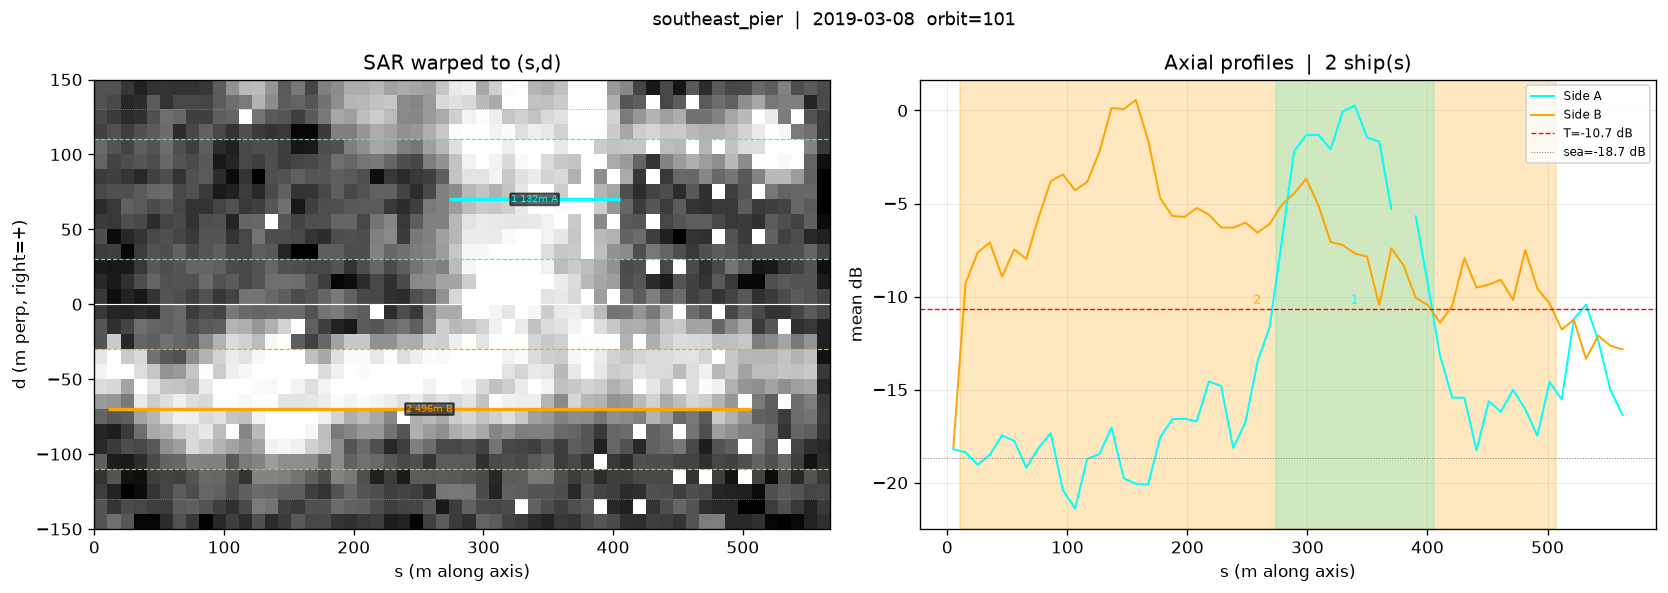 southeast_pier | 2019-03-08 orbit=101
SAR warped to (s,d)
150
100
50
0
−50
−100
−150
d (m perp, right=+)
1 132m A
2 496m B
0 100 200 300 400 500
s (m along axis)
Axial profiles | 2 ship(s)
0
−5
−10
−15
−20
mean dB
Side A
Side B
T=-10.7 dB
sea=-18.7 dB
2
1
0 100 200 300 400 500
s (m along axis)